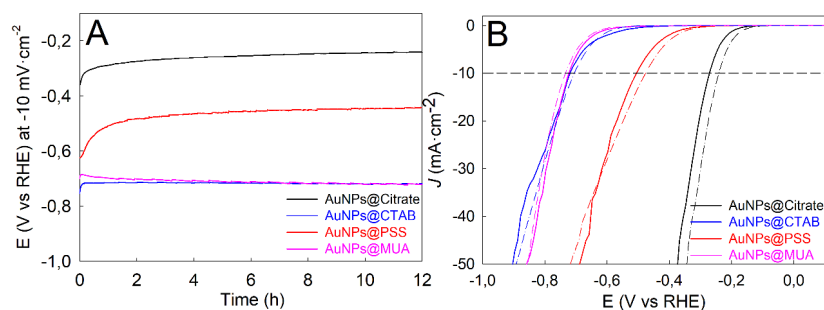 A
E (V vs RHE) at -10 mV·cm⁻²
-0,2
-0,4
-0,6
-0,8
-1,0
0
2
4
6
8
10
12
Time (h)
AuNPs@Citrate
AuNPs@CTAB
AuNPs@PSS
AuNPs@MUA
B
J (mA·cm⁻²)
0
-10
-20
-30
-40
-50
-1,0
-0,8
-0,6
-0,4
-0,2
0,0
E (V vs RHE)
AuNPs@Citrate
AuNPs@CTAB
AuNPs@PSS
AuNPs@MUA